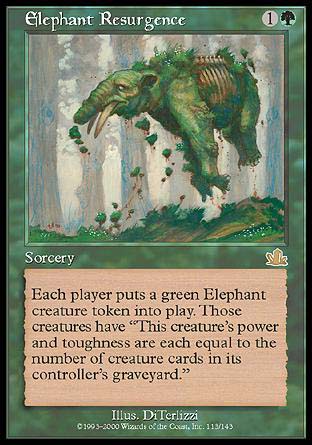 Elephant Resurgence 1
Sorcery
Each player puts a green Elephant
creature token into play. Those
creatures have “This creature's power
and toughness are each equal to the
number of creature cards in its
controller's graveyard.”
Illus. DiTerlizzi
©1993-2000 Wizards of the Coast, Inc. 113/143